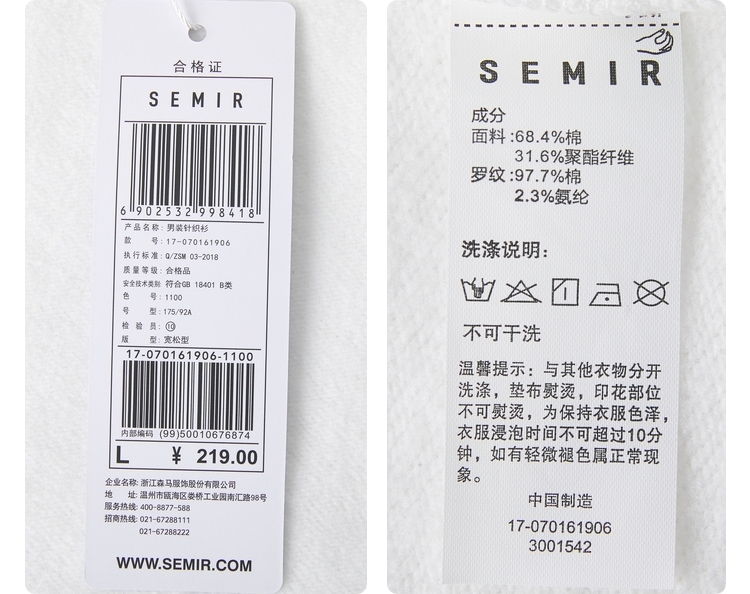 合格证
SEMIR
6 902532 998418
产品名称: 男装针织衫
款 号: 17-070161906
执行标准: Q/ZSM 03-2018
质量等级: 合格品
安全技术类别: 符合GB 18401 B类
色 号: 1100
号 型: 175/92A
检 验 员: ⑩
版 型: 宽松型
17-070161906-1100
内部编码 (99)50010676874
L ¥ 219.00
企业名称: 浙江森马服饰股份有限公司
地 址: 温州市瓯海区娄桥工业园南汇路98号
服务热线: 400-8877-588
招商热线: 021-67288111
021-67288222
WWW.SEMIR.COM
SEMIR
成分
面料:68.4%棉
31.6%聚酯纤维
罗纹:97.7%棉
2.3%氨纶
洗涤说明:
不可干洗
温馨提示: 与其他衣物分开
洗涤, 垫布熨烫, 印花部位
不可熨烫, 为保持衣服色泽,
衣服浸泡时间不可超过10分
钟, 如有轻微褪色属正常现
象。
中国制造
17-070161906
3001542